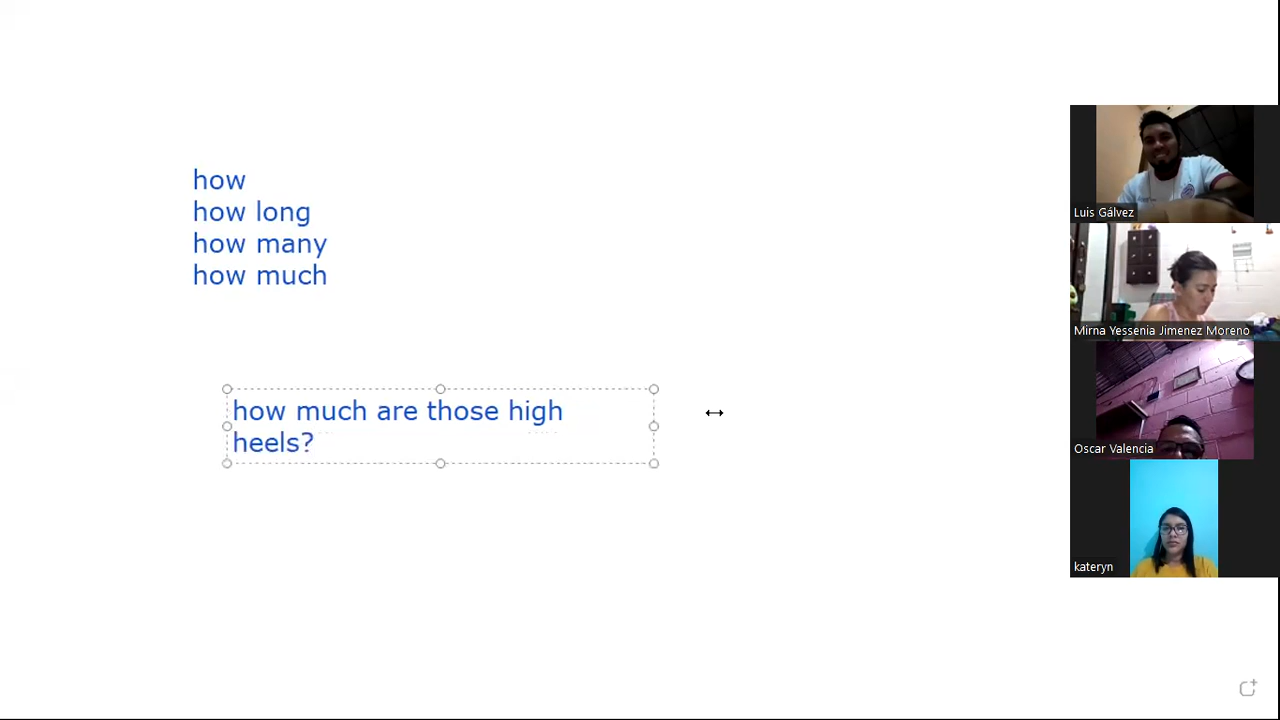 how
how long
how many
how much
how much are those high
heels?
Luis Gálvez
Mirna Yessenia Jimenez Moreno
Oscar Valencia
kateryn